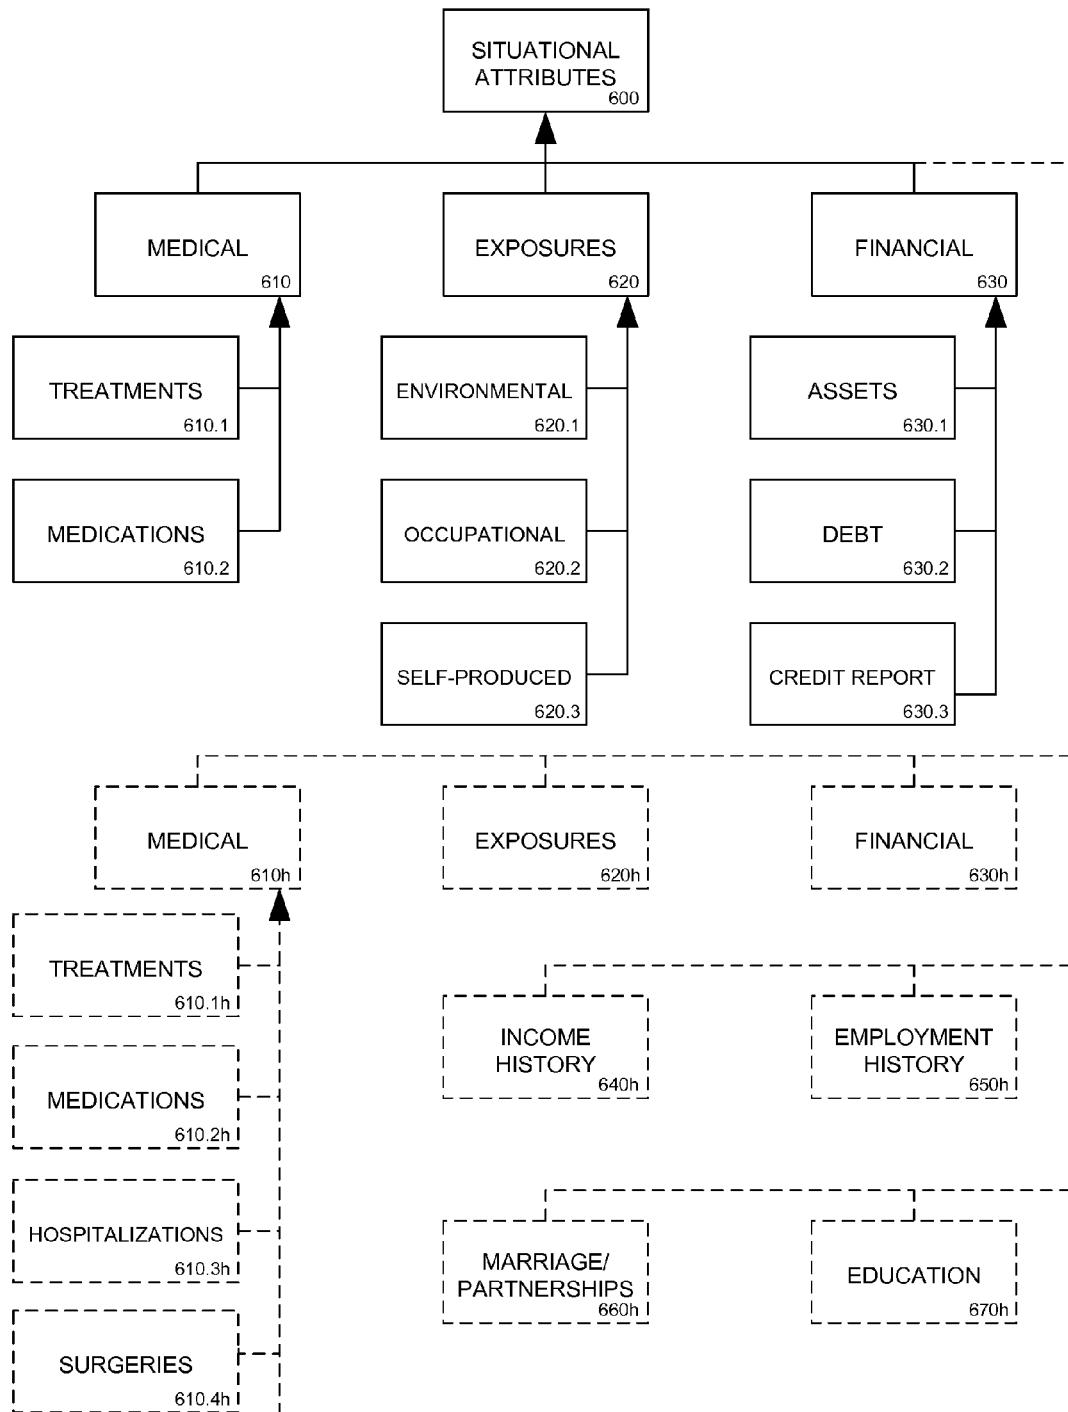 SITUATIONAL
ATTRIBUTES
600
MEDICAL
610
EXPOSURES
620
FINANCIAL
630
TREATMENTS
610.1
ENVIRONMENTAL
620.1
ASSETS
630.1
MEDICATIONS
610.2
OCCUPATIONAL
620.2
DEBT
630.2
SELF-PRODUCED
620.3
CREDIT REPORT
630.3
MEDICAL
610h
EXPOSURES
620h
FINANCIAL
630h
TREATMENTS
610.1h
INCOME
HISTORY
640h
EMPLOYMENT
HISTORY
650h
MEDICATIONS
610.2h
HOSPITALIZATIONS
610.3h
MARRIAGE/
PARTNERSHIPS
660h
EDUCATION
670h
SURGERIES
610.4h